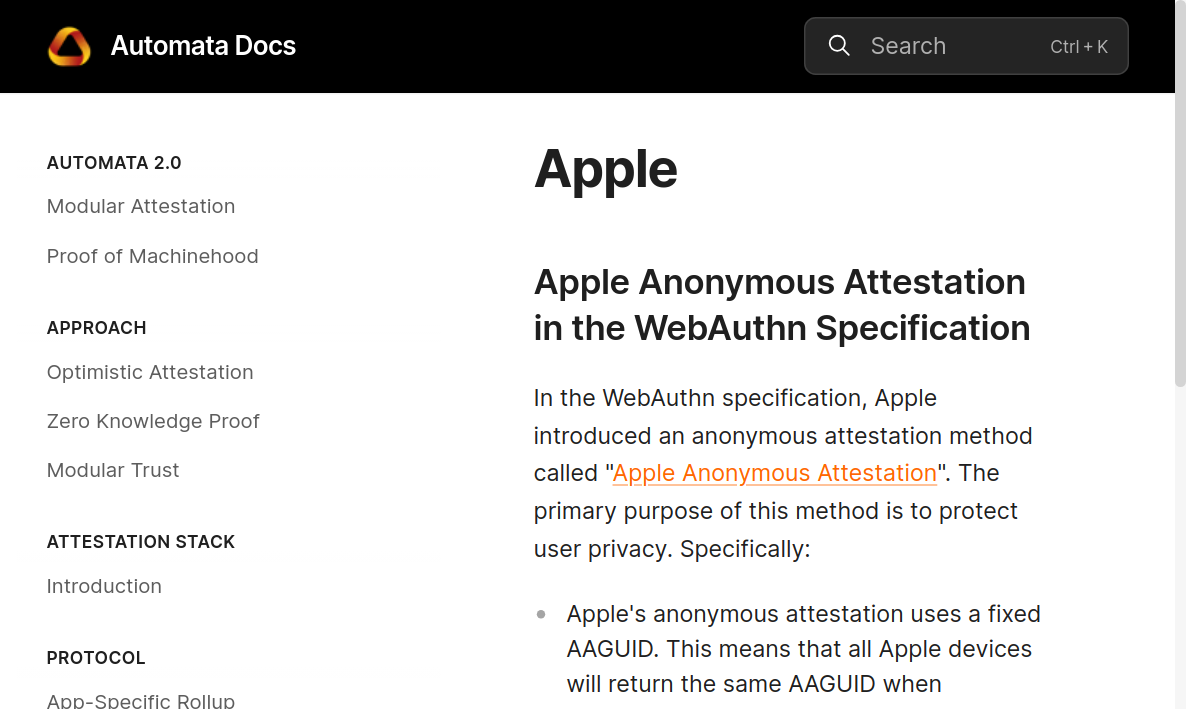 Automata Docs
Search
Ctrl + K
AUTOMATA 2.0
Modular Attestation
Proof of Machinehood
APPROACH
Optimistic Attestation
Zero Knowledge Proof
Modular Trust
ATTESTATION STACK
Introduction
PROTOCOL
App-Specific Rollup
Apple
Apple Anonymous Attestation
in the WebAuthn Specification
In the WebAuthn specification, Apple
introduced an anonymous attestation method
called "Apple Anonymous Attestation". The
primary purpose of this method is to protect
user privacy. Specifically:
Apple's anonymous attestation uses a fixed
AAGUID. This means that all Apple devices
will return the same AAGUID when